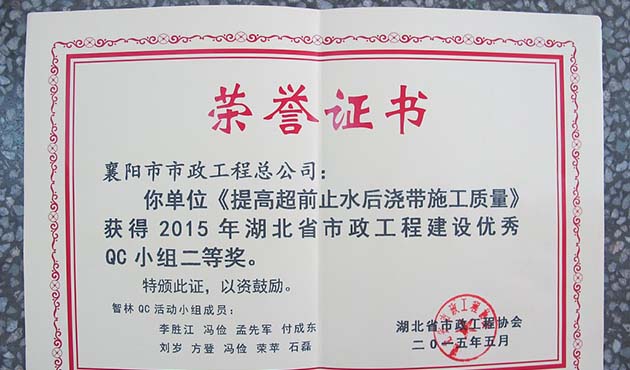 荣誉证书
襄阳市市政工程总公司：
你单位《提高超前止水后浇带施工质量》
获得 2015 年湖北省市政工程建设优秀
QC 小组二等奖。
特颁此证，以资鼓励。
智林 QC 活动小组成员：
李胜江 冯俭 孟先军 付成东
刘岁 方登 冯俭 荣苹 石磊
湖北省市政工程协会
二〇一五年五月